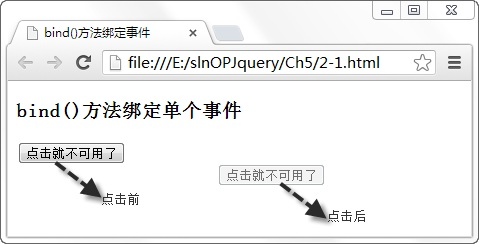 bind()方法绑定事件
file:///E:/slnOPJquery/Ch5/2-1.html
bind()方法绑定单个事件
点击就不可用了
点击就不可用了
点击前
点击后